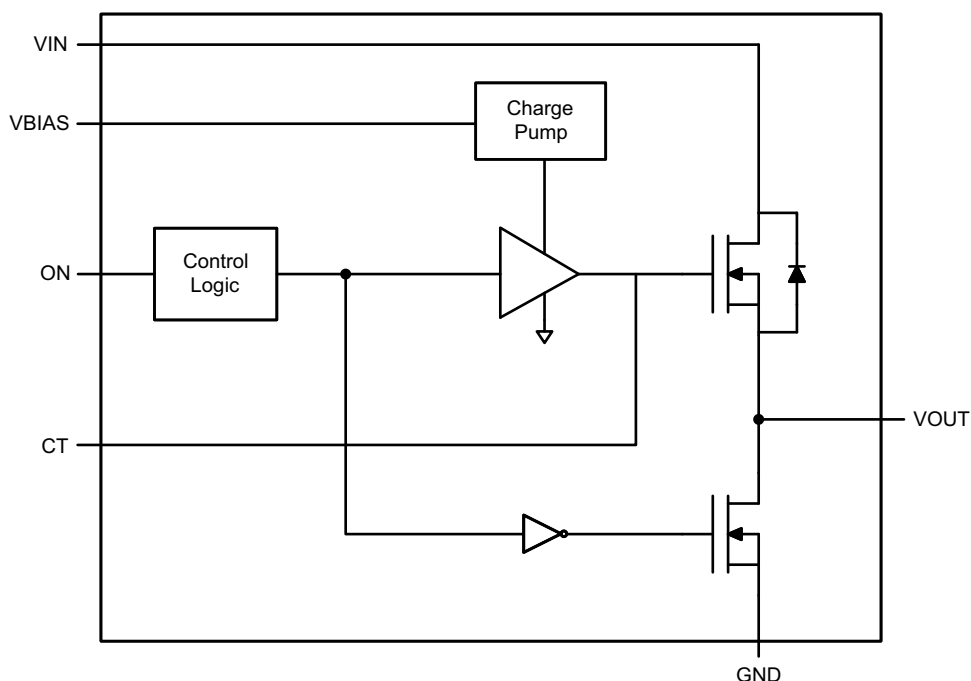 VIN
Charge
Pump
VBIAS
Control
Logic
ON
VOUT
CT
GND